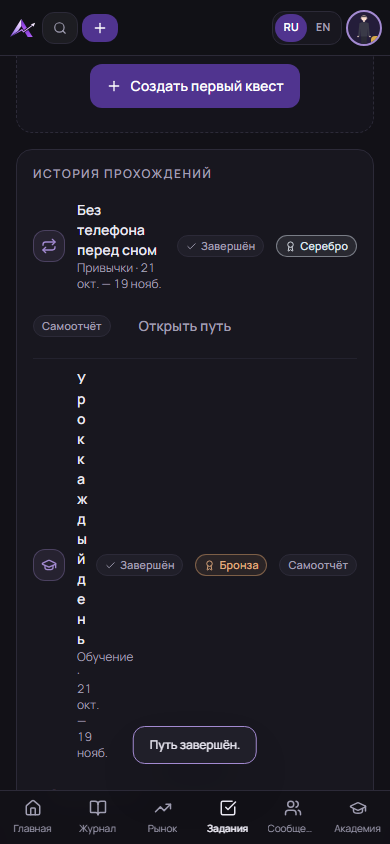 RU EN
Создать первый квест
ИСТОРИЯ ПРОХОЖДЕНИЙ
Без
телефона
перед сном
Привычки · 21
окт. — 19 нояб.
Завершён
Серебро
Самоотчёт
Открыть путь
У
р
о
к
к
а
ж
д
ы
й
д
е
н
ь
Обучение
·
21
окт.
—
19
нояб.
Завершён
Бронза
Самоотчёт
Путь завершён.
Главная
Журнал
Рынок
Задания
Сообще...
Академия